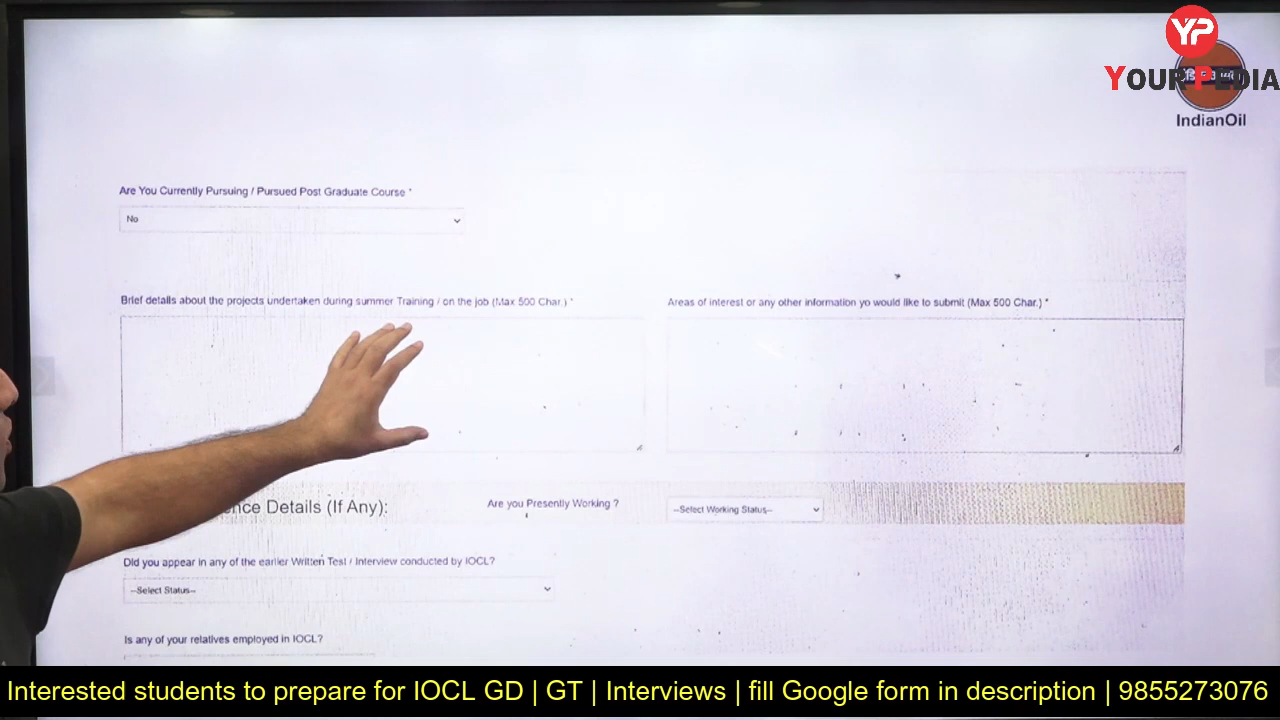 YP
YOUR PEDIA
IndianOil
Are You Currently Pursuing / Pursued Post Graduate Course *
No
Brief details about the projects undertaken during summer Training / on the job (Max 500 Char.) *
Areas of interest or any other information yo would like to submit (Max 500 Char.) *
Details (If Any):
Are you Presently Working ?
--Select Working Status--
Did you appear in any of the earlier Written Test / Interview conducted by IOCL?
--Select Status--
Is any of your relatives employed in IOCL?
Interested students to prepare for IOCL GD | GT | Interviews | fill Google form in description | 9855273076